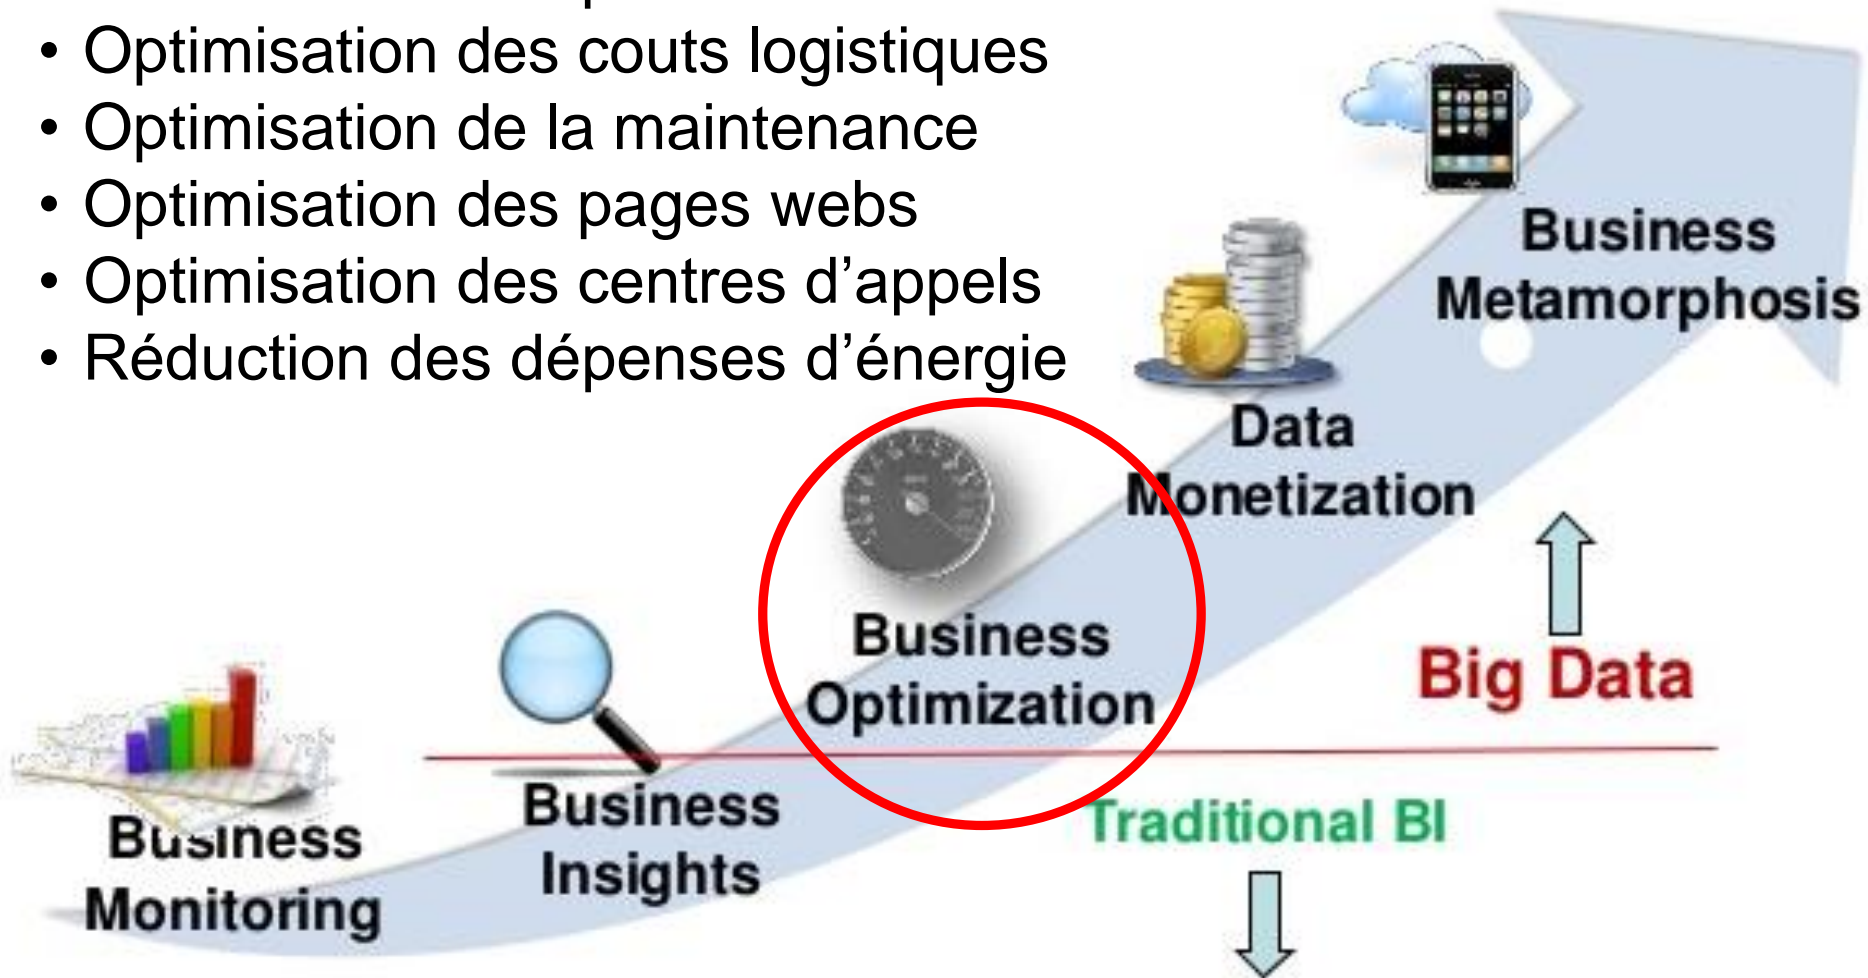 • Optimisation des couts logistiques
• Optimisation de la maintenance
• Optimisation des pages webs
• Optimisation des centres d’appels
• Réduction des dépenses d’énergie
Business
Metamorphosis
Data
Monetization
Business
Optimization
Big Data
Business
Insights
Traditional BI
Business
Monitoring